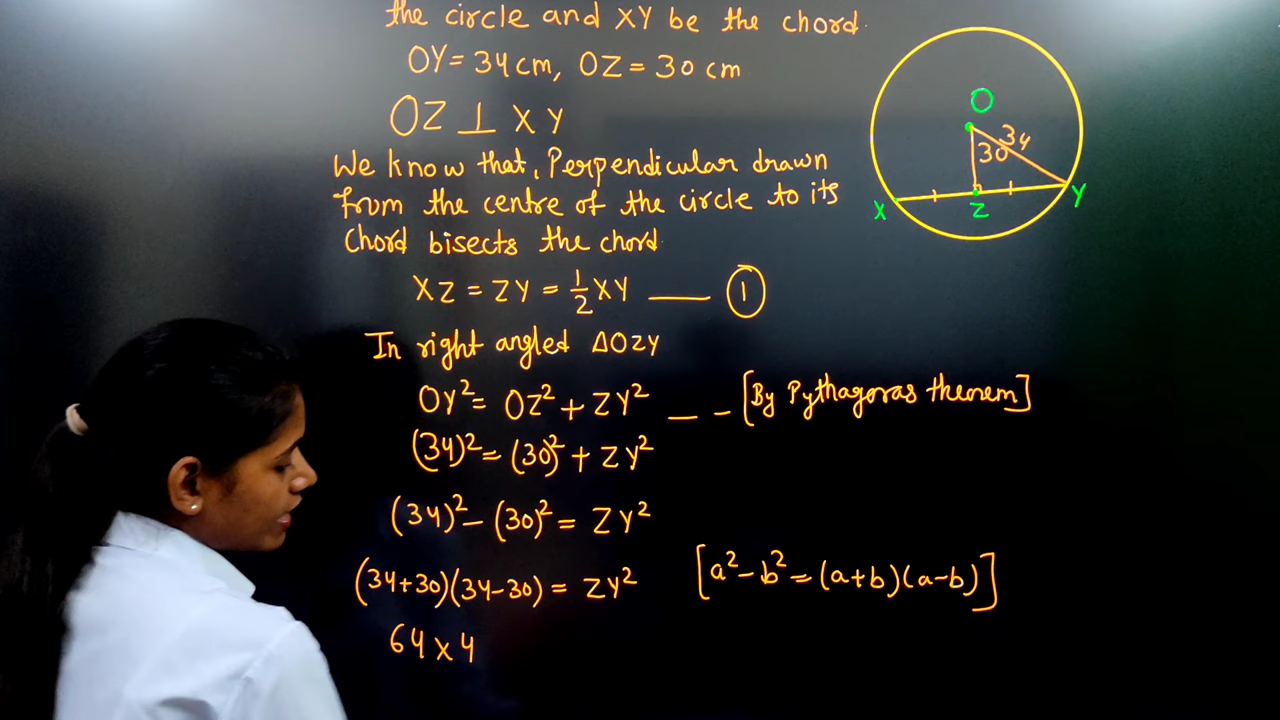 the circle and XY be the chord.
OY = 34 cm, OZ = 30 cm
OZ ⊥ XY
We know that, Perpendicular drawn
from the centre of the circle to its
Chord bisects the chord.
XZ = ZY = 1/2 XY —— ①
In right angled ΔOZY
OY² = OZ² + ZY² _ _ [By Pythagoras theorem]
(34)² = (30)² + ZY²
(34)² - (30)² = ZY²
(34+30)(34-30) = ZY² [a² - b² = (a+b)(a-b)]
64 × 4
O
34
30
X
Z
Y